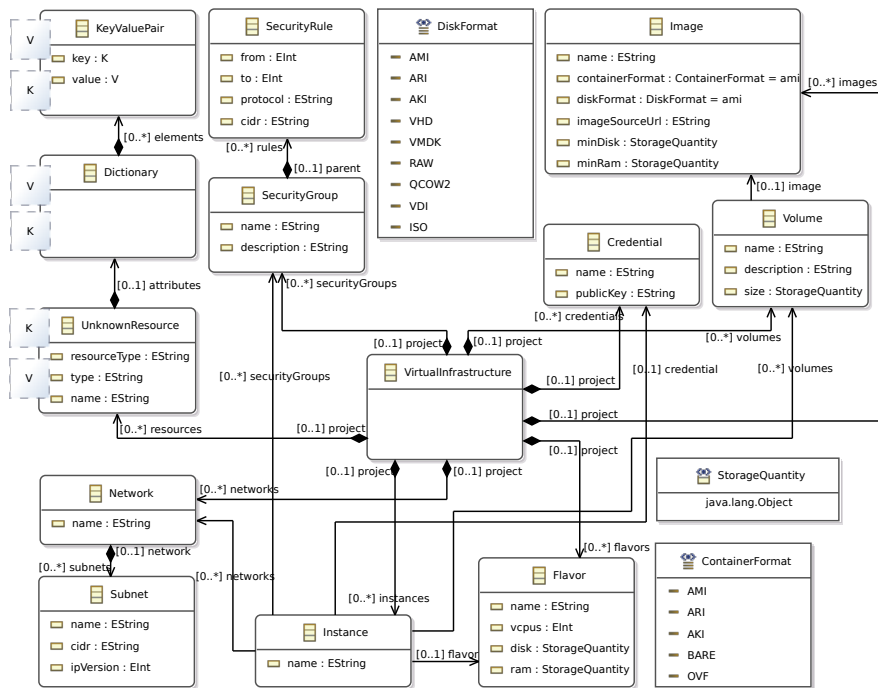 V
K
KeyValuePair
key : K
value : V
[0..*] elements
V
K
Dictionary
[0..1] attributes
K
V
UnknownResource
resourceType : EString
type : EString
name : EString
[0..*] resources
SecurityRule
from : EInt
to : EInt
protocol : EString
cidr : EString
[0..*] rules
[0..1] parent
SecurityGroup
name : EString
description : EString
[0..*] securityGroups
[0..*] securityGroups
DiskFormat
AMI
ARI
AKI
VHD
VMDK
RAW
QCOW2
VDI
ISO
Image
name : EString
containerFormat : ContainerFormat = ami
diskFormat : DiskFormat = ami
imageSourceUrl : EString
minDisk : StorageQuantity
minRam : StorageQuantity
[0..*] images
[0..1] image
Credential
name : EString
publicKey : EString
[0..*] credentials
[0..1] credential
Volume
name : EString
description : EString
size : StorageQuantity
[0..*] volumes
[0..*] volumes
[0..1] project
[0..1] project
VirtualInfrastructure
[0..1] project
[0..1] project
[0..1] project
[0..1] project
[0..1] project
[0..1] project
Network
name : EString
[0..*] networks
[0..1] network
[0..*] subnets
[0..*] networks
Subnet
name : EString
cidr : EString
ipVersion : EInt
[0..*] instances
Instance
name : EString
[0..1] flavor
[0..*] flavors
Flavor
name : EString
vcpus : EInt
disk : StorageQuantity
ram : StorageQuantity
StorageQuantity
java.lang.Object
ContainerFormat
AMI
ARI
AKI
BARE
OVF